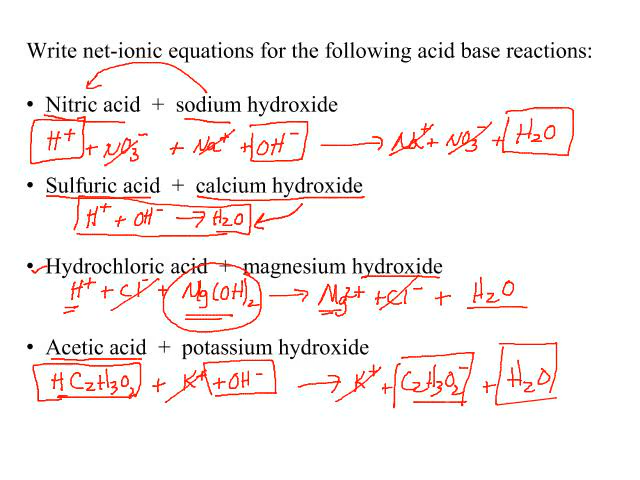 Write net-ionic equations for the following acid base reactions:
• Nitric acid + sodium hydroxide
H⁺ + NO₃⁻ + Na⁺ + OH⁻ → Na⁺ + NO₃⁻ + H₂O
• Sulfuric acid + calcium hydroxide
H⁺ + OH⁻ → H₂O
• Hydrochloric acid + magnesium hydroxide
H⁺ + Cl⁻ + Mg(OH)₂ → Mg²⁺ + Cl⁻ + H₂O
• Acetic acid + potassium hydroxide
HC₂H₃O₂ + K⁺ + OH⁻ → K⁺ + C₂H₃O₂⁻ + H₂O